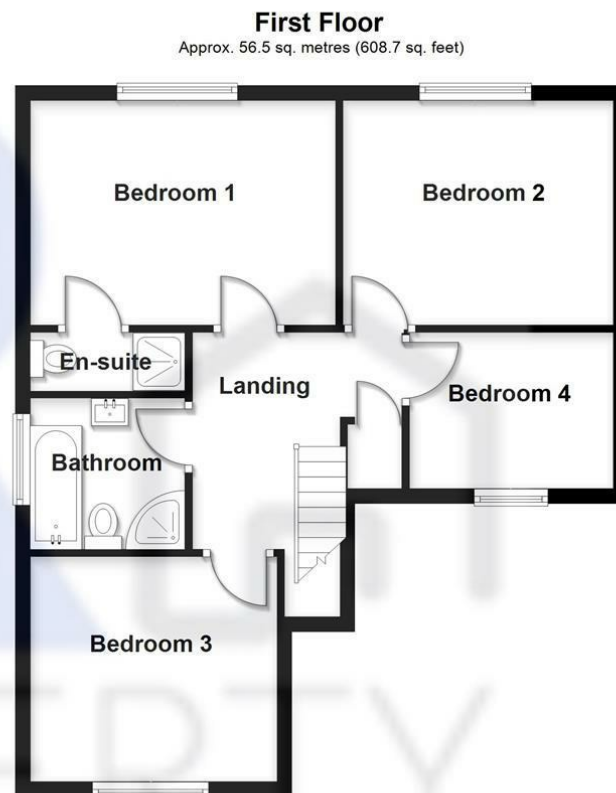 First Floor
Approx. 56.5 sq. metres (608.7 sq. feet)
Bedroom 1
Bedroom 2
En-suite
Landing
Bedroom 4
Bathroom
Bedroom 3
ERTY